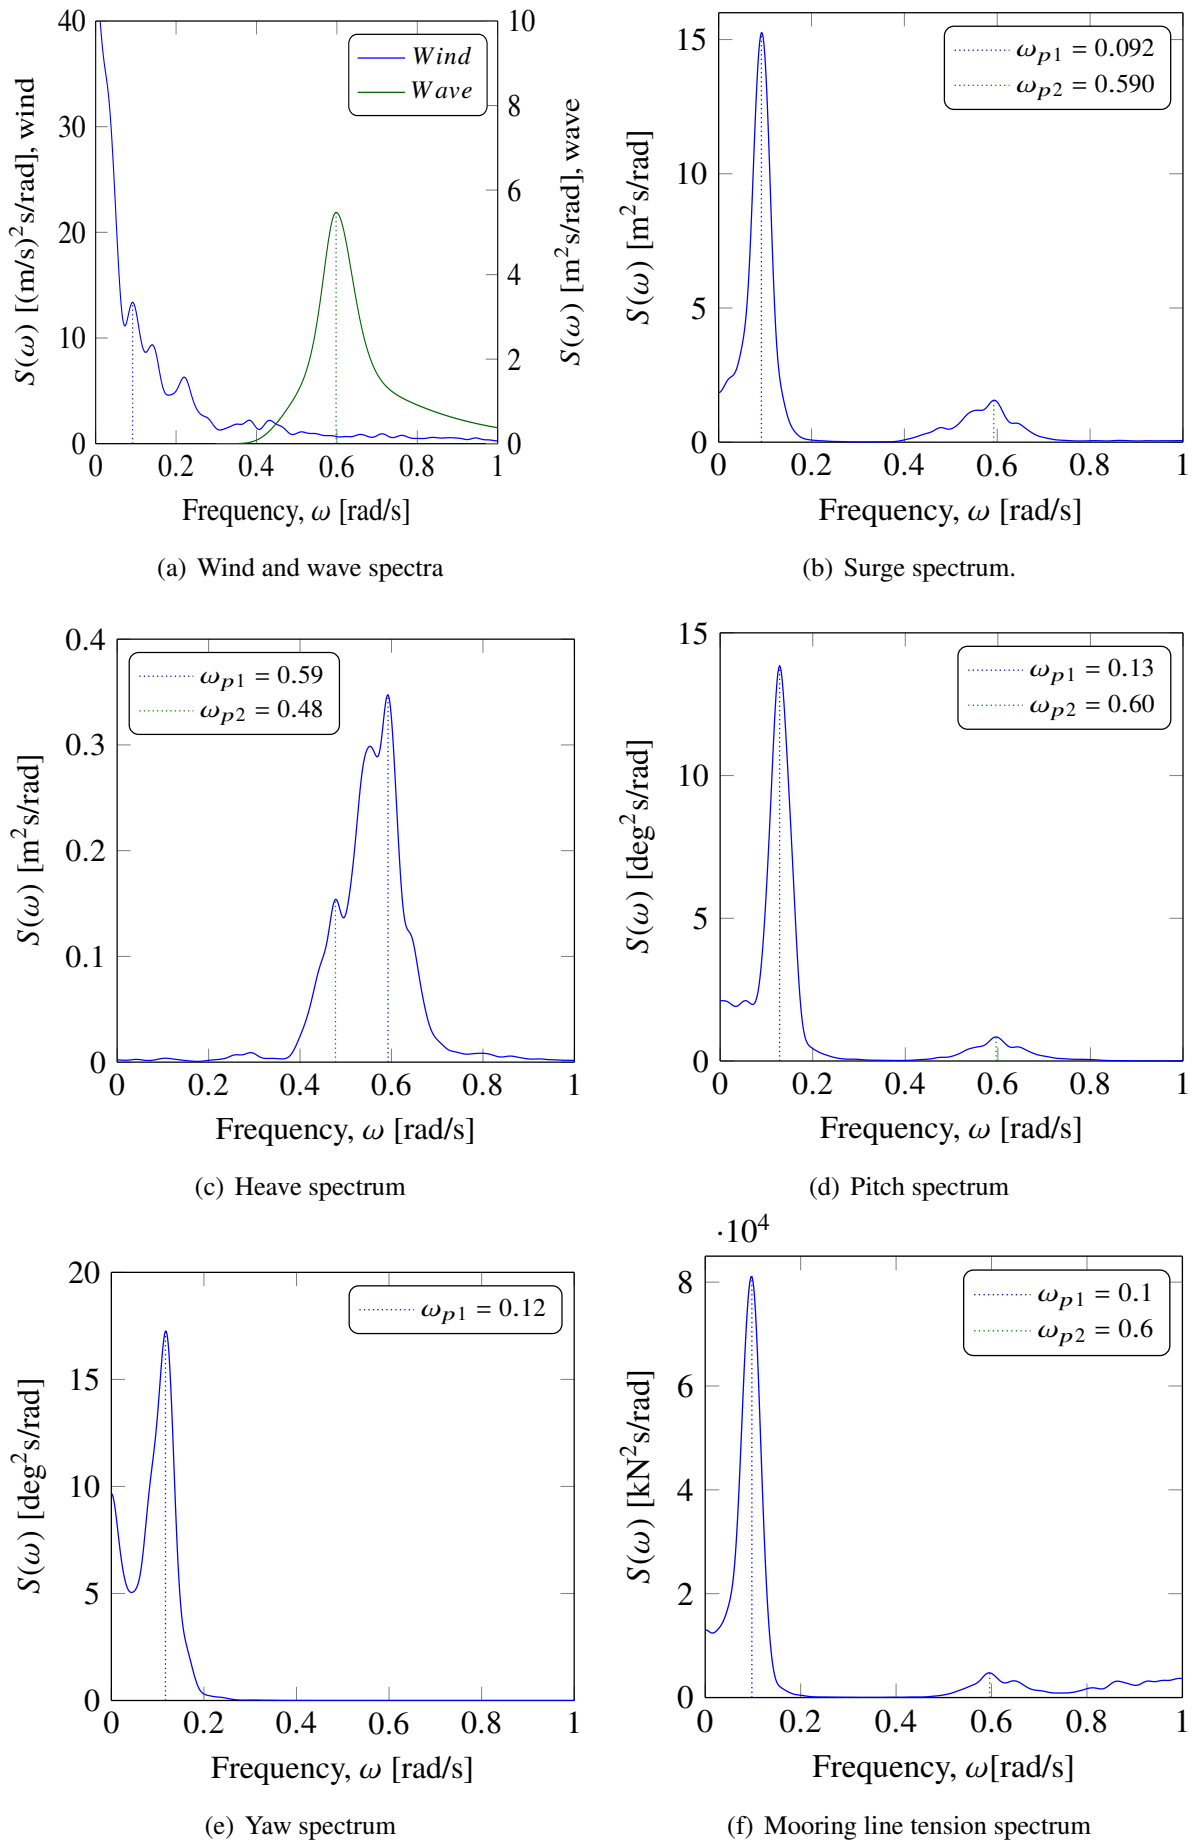 40
30
20
10
0
10
8
6
4
2
0
Wind
Wave
S(ω) [(m/s)²s/rad], wind
S(ω) [m²s/rad], wave
0 0.2 0.4 0.6 0.8 1
Frequency, ω [rad/s]
(a) Wind and wave spectra
15
10
5
0
ωp1 = 0.092
ωp2 = 0.590
S(ω) [m²s/rad]
0 0.2 0.4 0.6 0.8 1
Frequency, ω [rad/s]
(b) Surge spectrum.
0.4
0.3
0.2
0.1
0
ωp1 = 0.59
ωp2 = 0.48
S(ω) [m²s/rad]
0 0.2 0.4 0.6 0.8 1
Frequency, ω [rad/s]
(c) Heave spectrum
15
10
5
0
ωp1 = 0.13
ωp2 = 0.60
S(ω) [deg²s/rad]
0 0.2 0.4 0.6 0.8 1
Frequency, ω [rad/s]
(d) Pitch spectrum
20
15
10
5
0
ωp1 = 0.12
S(ω) [deg²s/rad]
0 0.2 0.4 0.6 0.8 1
Frequency, ω [rad/s]
(e) Yaw spectrum
·10⁴
8
6
4
2
0
ωp1 = 0.1
ωp2 = 0.6
S(ω) [kN²s/rad]
0 0.2 0.4 0.6 0.8 1
Frequency, ω[rad/s]
(f) Mooring line tension spectrum